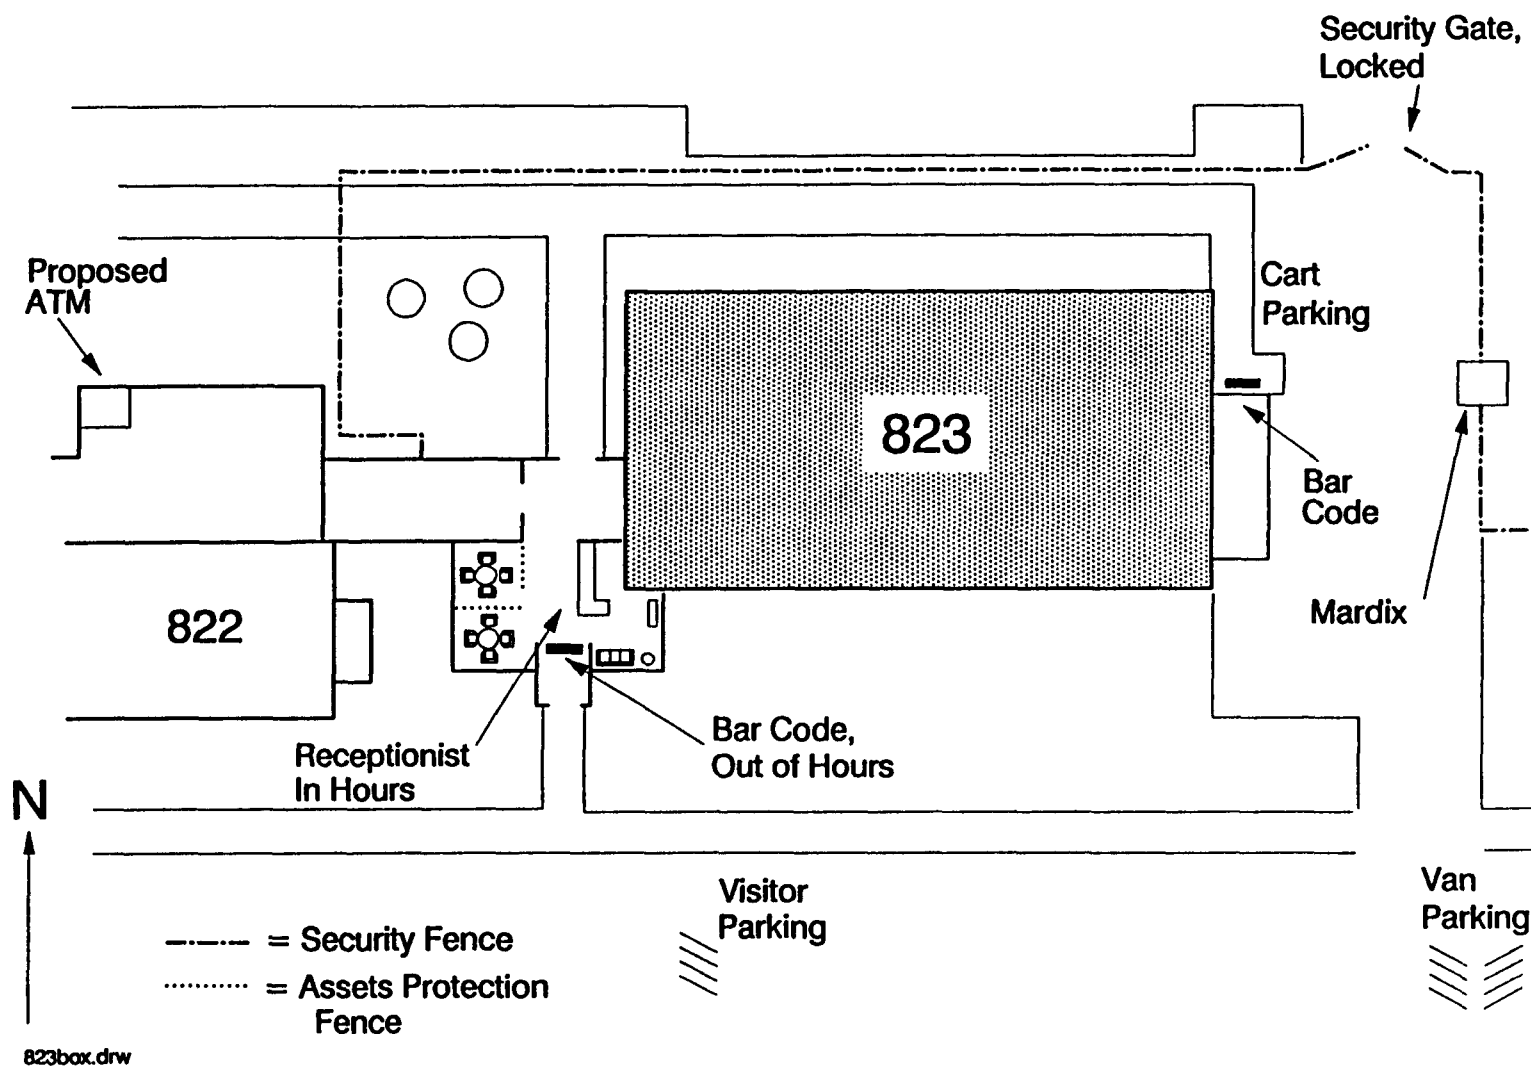 Security Gate,
Locked
Proposed
ATM
Cart
Parking
823
Bar
Code
Mardix
822
Receptionist
In Hours
Bar Code,
Out of Hours
N
Visitor
Parking
Van
Parking
= Security Fence
= Assets Protection
Fence
823box.drw